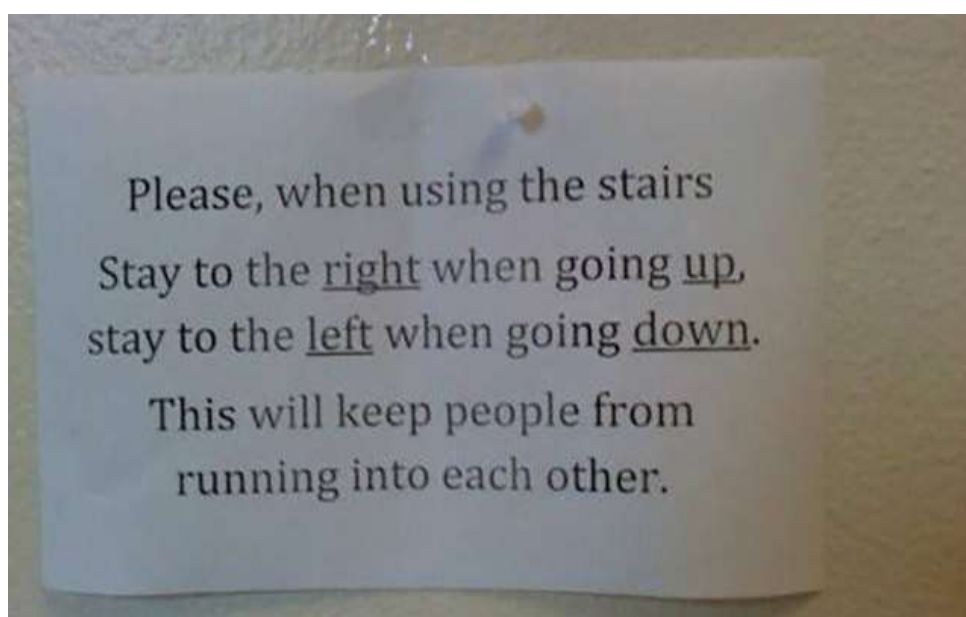 Please, when using the stairs
Stay to the right when going up,
stay to the left when going down.
This will keep people from
running into each other.